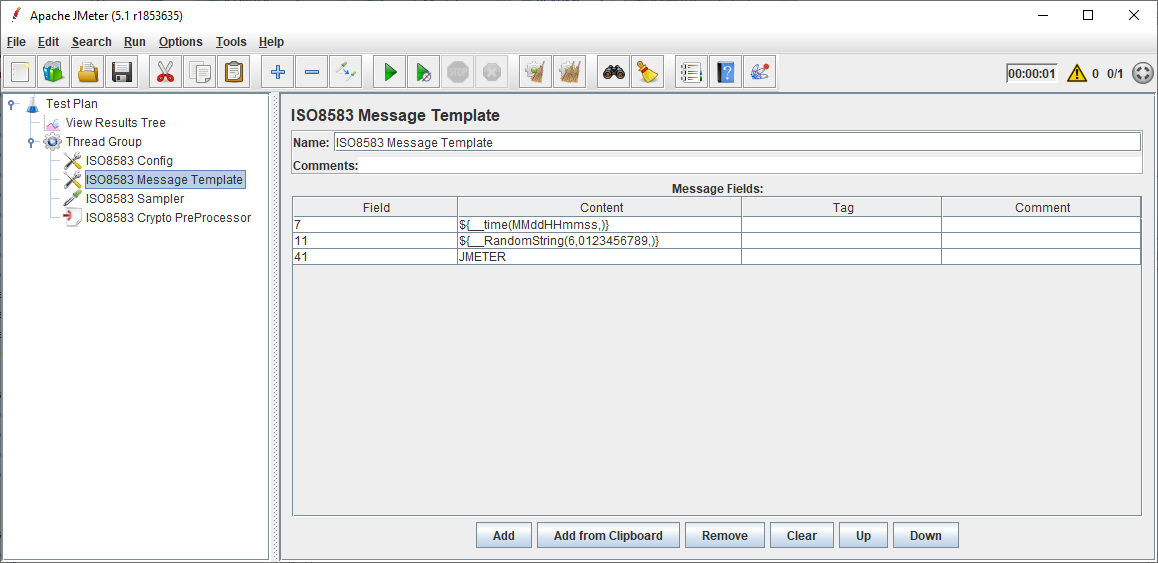 Apache JMeter (5.1 r1853635)
File Edit Search Run Options Tools Help
STOP 00:00:01 0 0/1
Test Plan
View Results Tree
Thread Group
ISO8583 Config
ISO8583 Message Template
ISO8583 Sampler
ISO8583 Crypto PreProcessor
ISO8583 Message Template
Name: ISO8583 Message Template
Comments:
Message Fields:
Field Content Tag Comment
7 ${__time(MMddHHmmss,)}
11 ${__RandomString(6,0123456789,)}
41 JMETER
Add Add from Clipboard Remove Clear Up Down